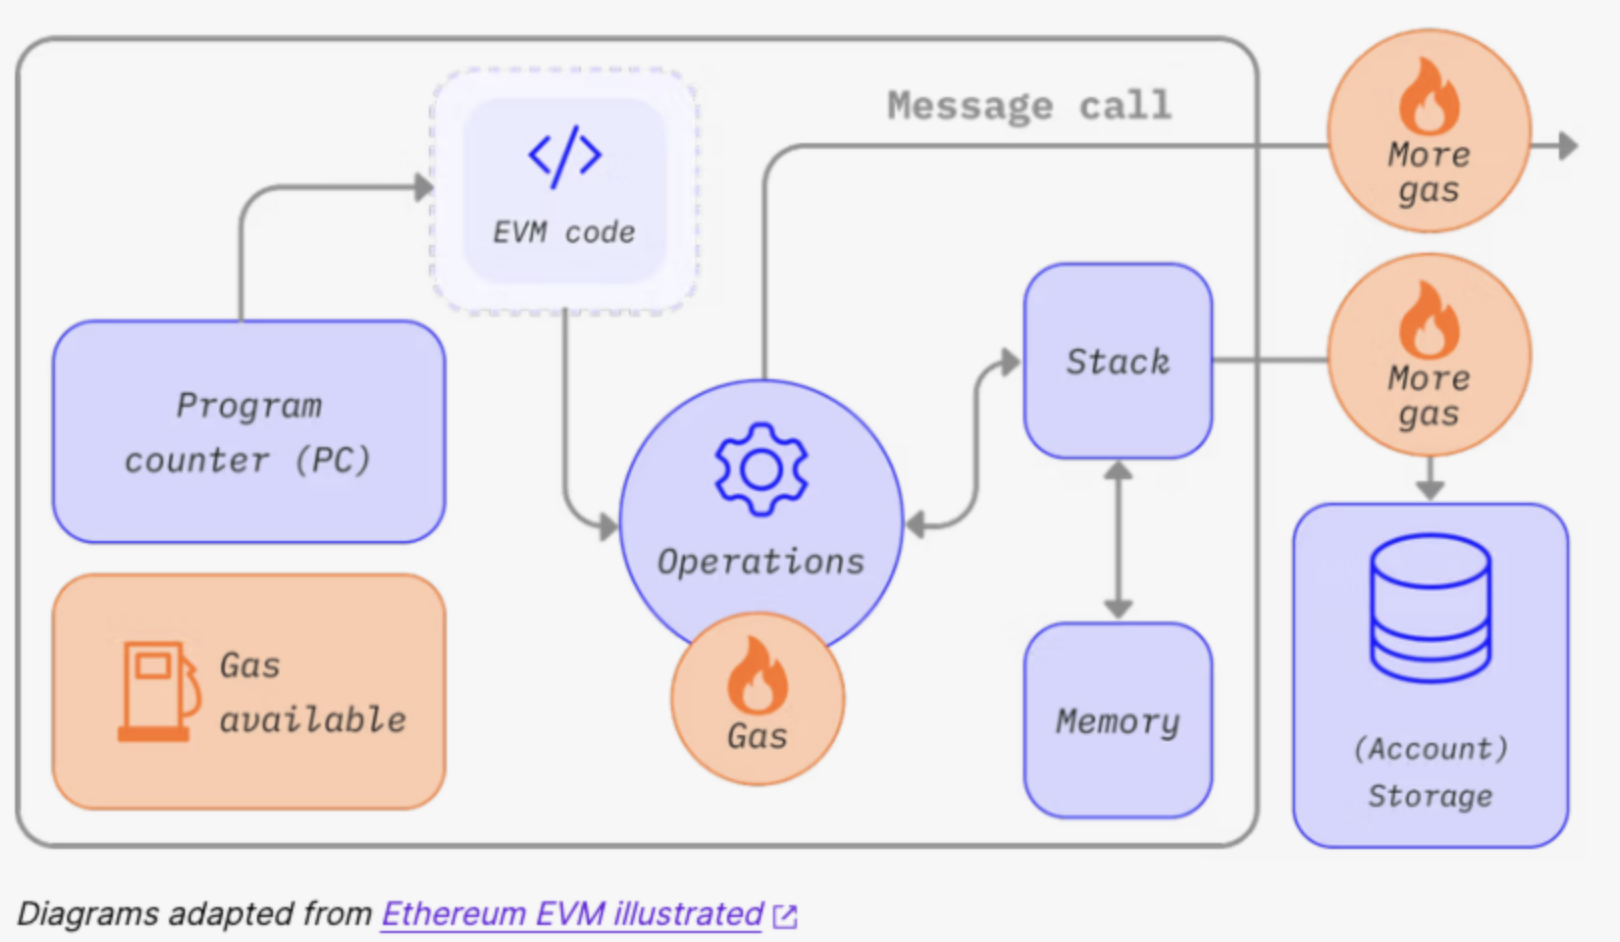 Message call
More
gas
</>
EVM code
Program
counter (PC)
Stack
More
gas
Operations
Gas
available
Gas
Memory
(Account)
Storage
Diagrams adapted from Ethereum EVM illustrated